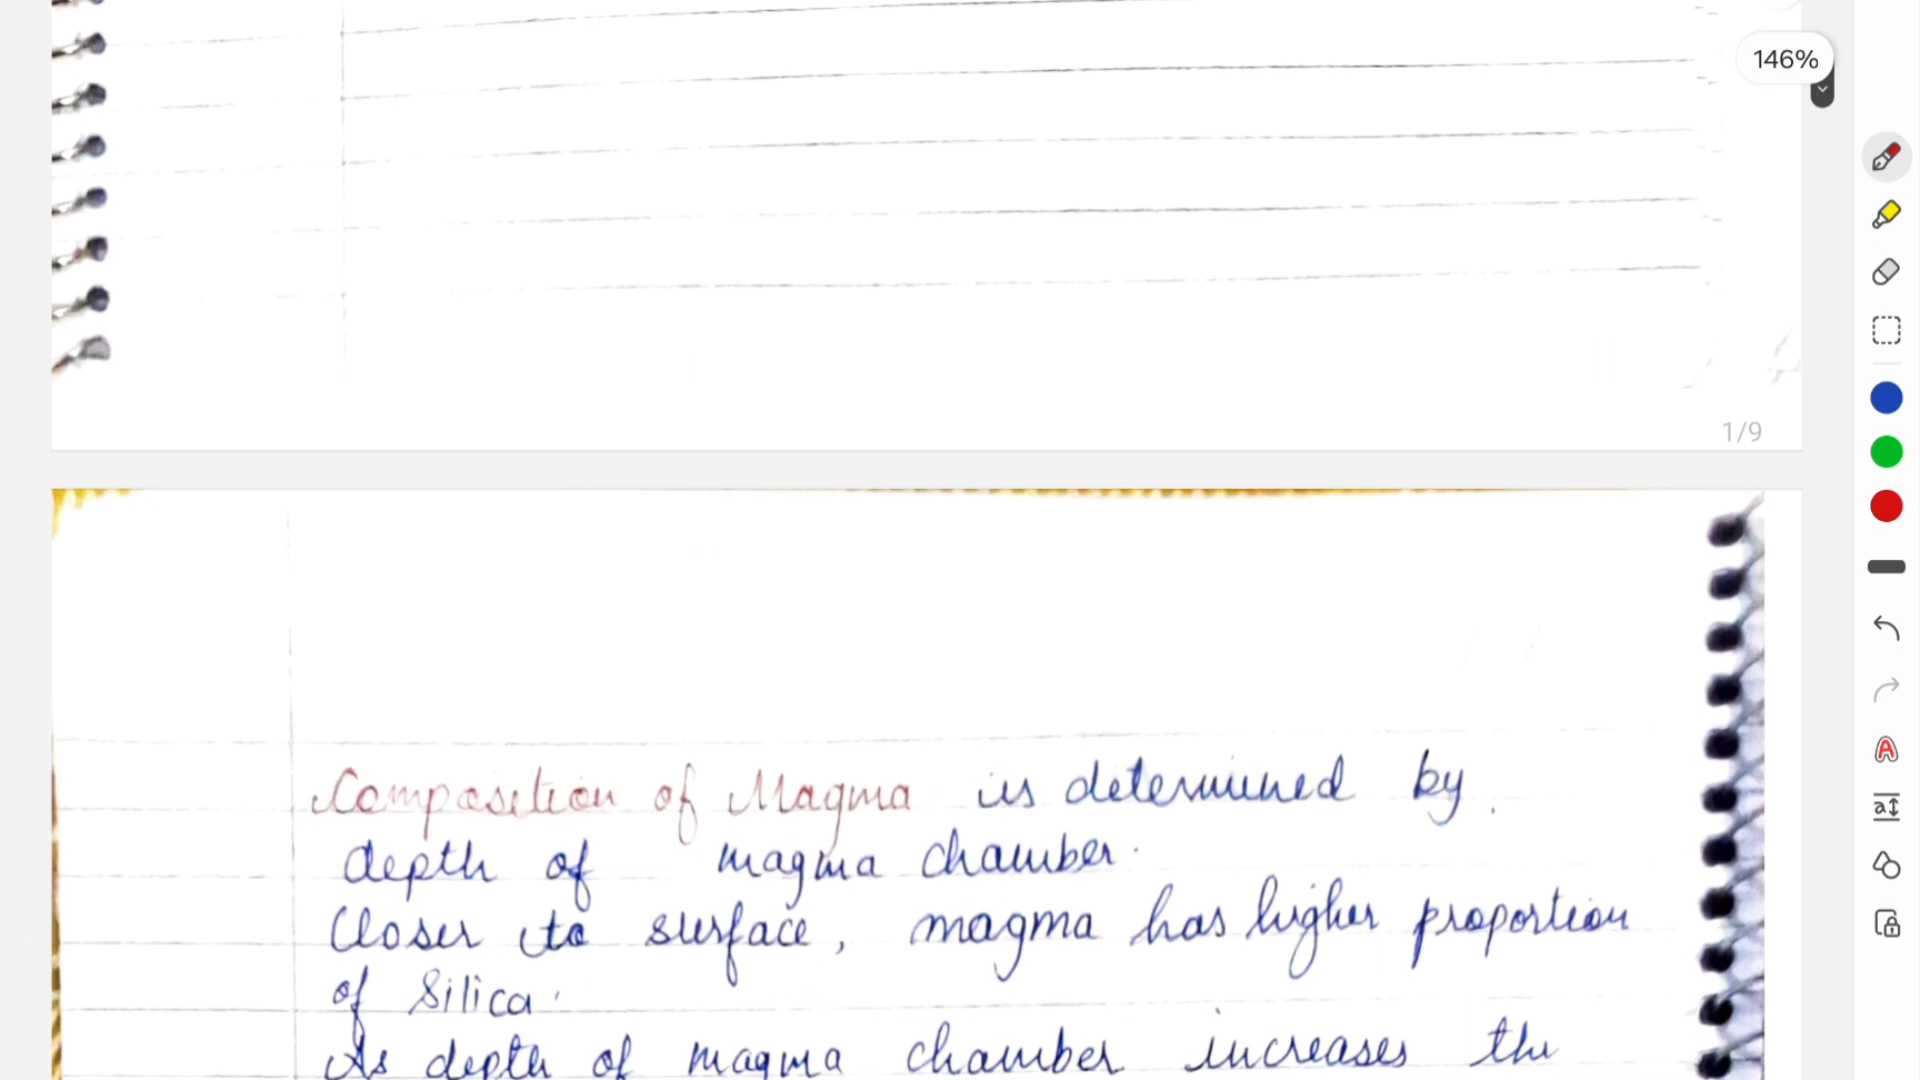 146%
1/9
Composition of Magma is determined by
depth of magma chamber.
Closer to surface, magma has higher proportion
of Silica.
As depth of magma chamber increases the